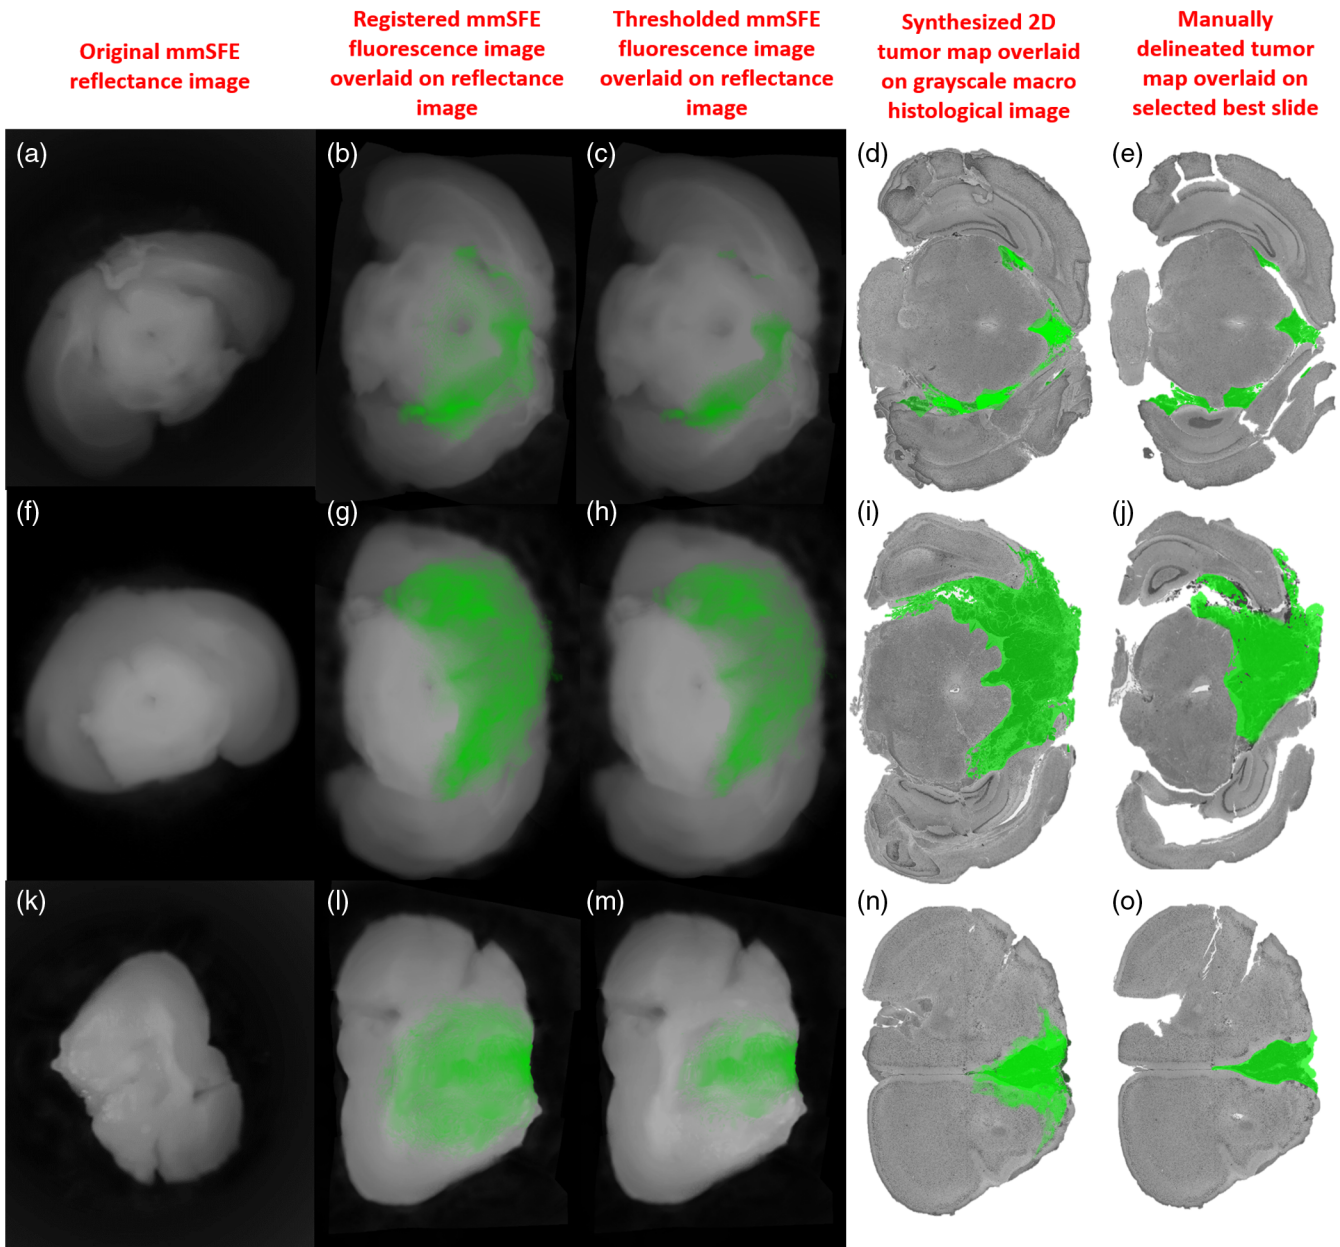 Original mmSFE
reflectance image
Registered mmSFE
fluorescence image
overlaid on reflectance
image
Thresholded mmSFE
fluorescence image
overlaid on reflectance
image
Synthesized 2D
tumor map overlaid
on grayscale macro
histological image
Manually
delineated tumor
map overlaid on
selected best slide
(a)
(b)
(c)
(d)
(e)
(f)
(g)
(h)
(i)
(j)
(k)
(l)
(m)
(n)
(o)